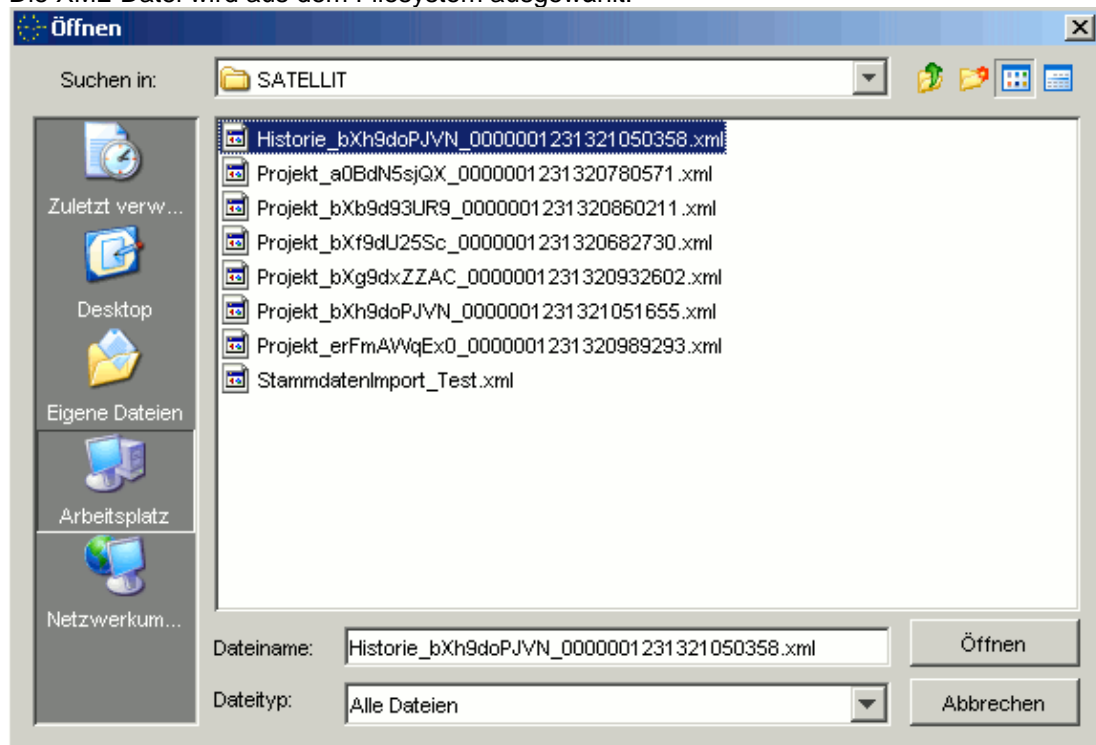 Die XML-Datei wird aus dem Filesystem ausgewählt.
Öffnen
Suchen in:
SATELLIT
Zuletzt verw...
Desktop
Eigene Dateien
Arbeitsplatz
Netzwerkum...
Historie_bXh9doPJVN_0000001231321050358.xml
Projekt_a0BdN5sjQX_0000001231320780571.xml
Projekt_bXb9d93UR9_0000001231320860211.xml
Projekt_bXf9dU25Sc_0000001231320682730.xml
Projekt_bXg9dxZZAC_0000001231320932602.xml
Projekt_bXh9doPJVN_0000001231321051655.xml
Projekt_erFmAWqEx0_0000001231320989293.xml
StammdatenImport_Test.xml
Dateiname:
Historie_bXh9doPJVN_0000001231321050358.xml
Öffnen
Dateityp:
Alle Dateien
Abbrechen